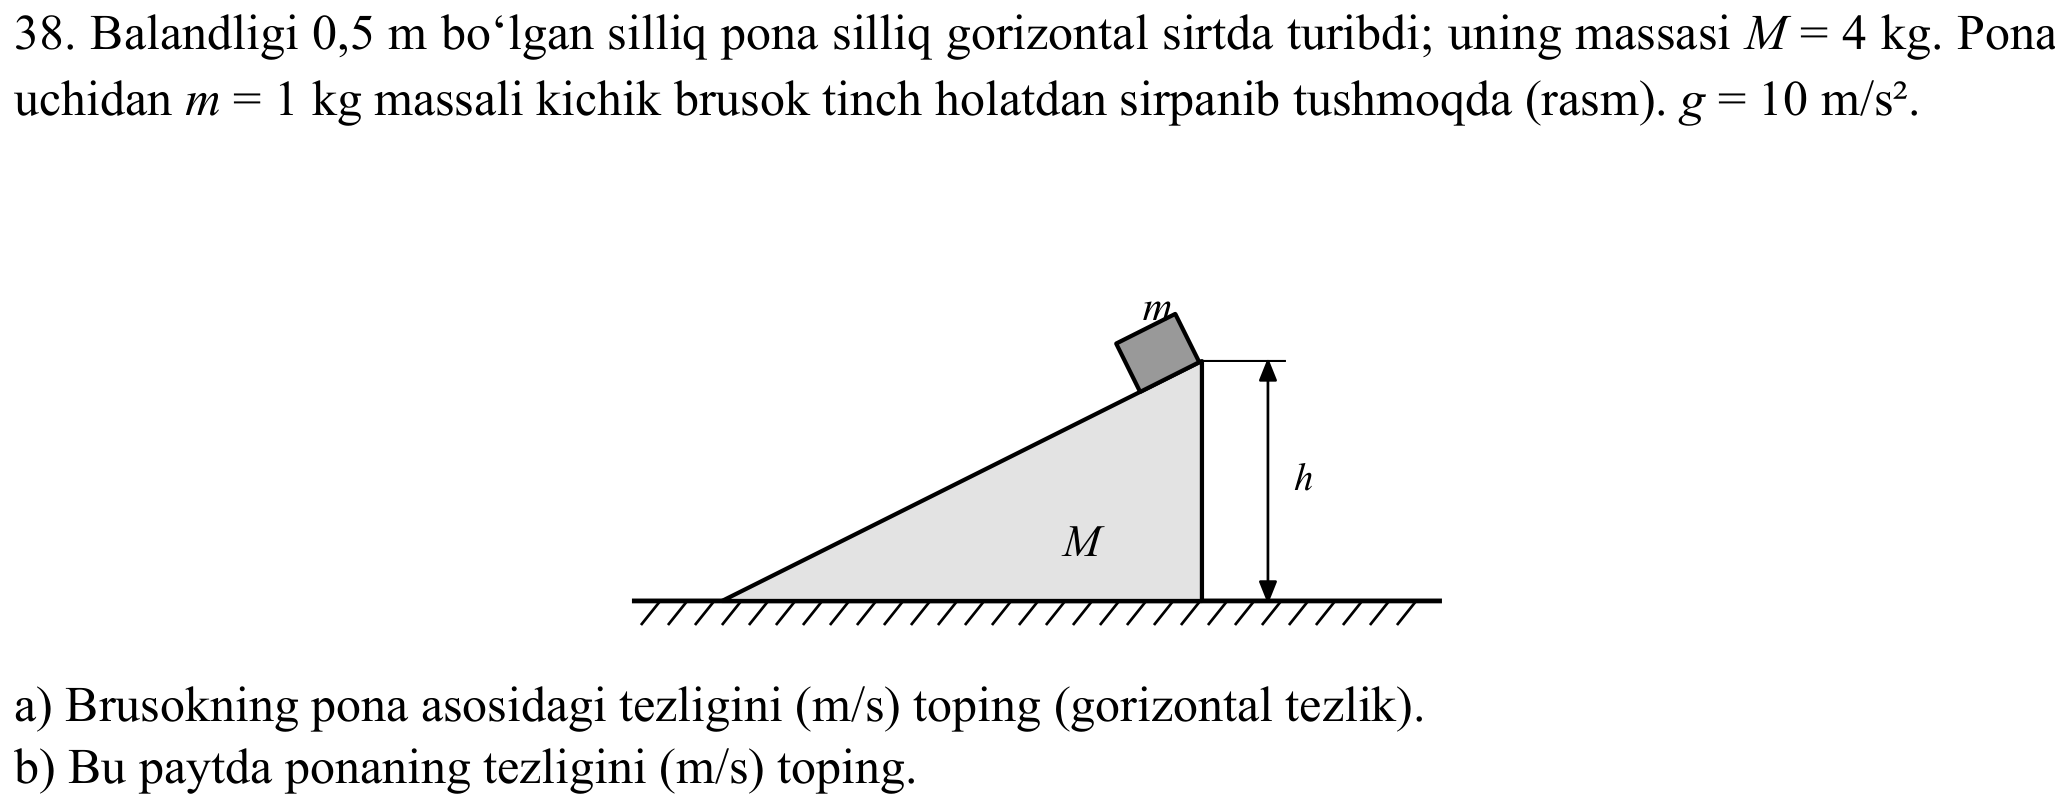 38. Balandligi 0,5 m bo‘lgan silliq pona silliq gorizontal sirtda turibdi; uning massasi M = 4 kg. Pona
uchidan m = 1 kg massali kichik brusok tinch holatdan sirpanib tushmoqda (rasm). g = 10 m/s².
m
h
M
a) Brusokning pona asosidagi tezligini (m/s) toping (gorizontal tezlik).
b) Bu paytda ponaning tezligini (m/s) toping.